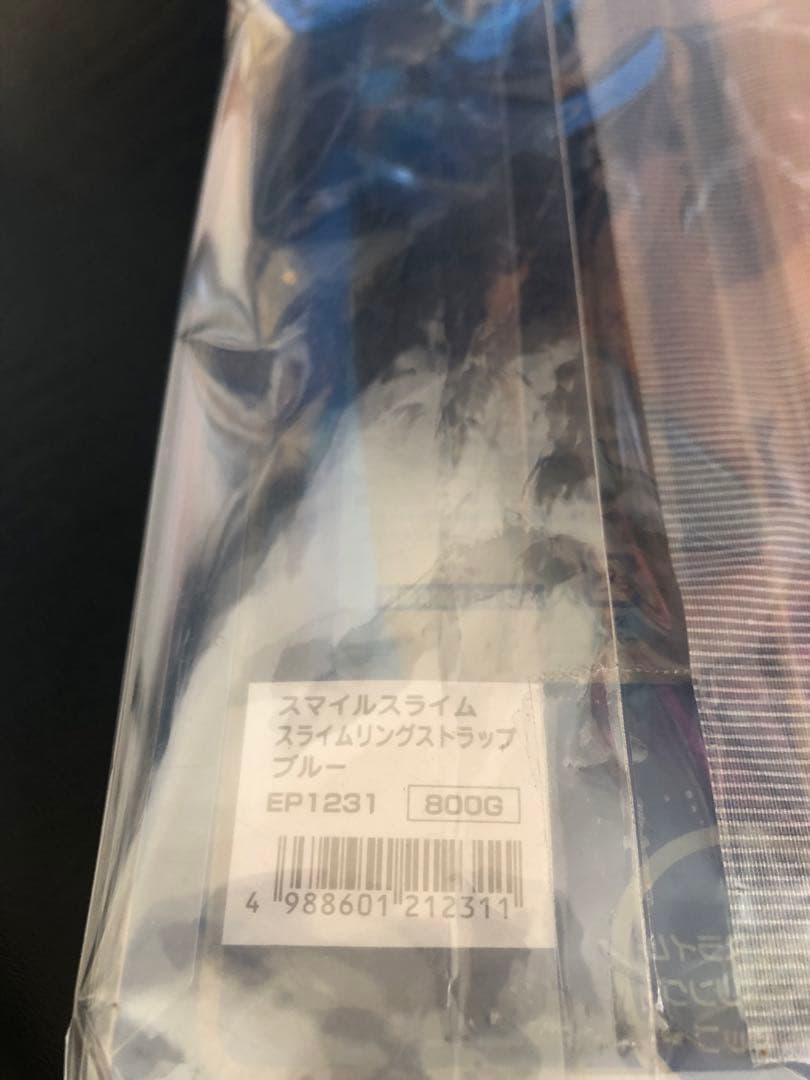 スマイルスライム
スライムリングストラップ
ブルー
EP1231 800G
4 988601 212311